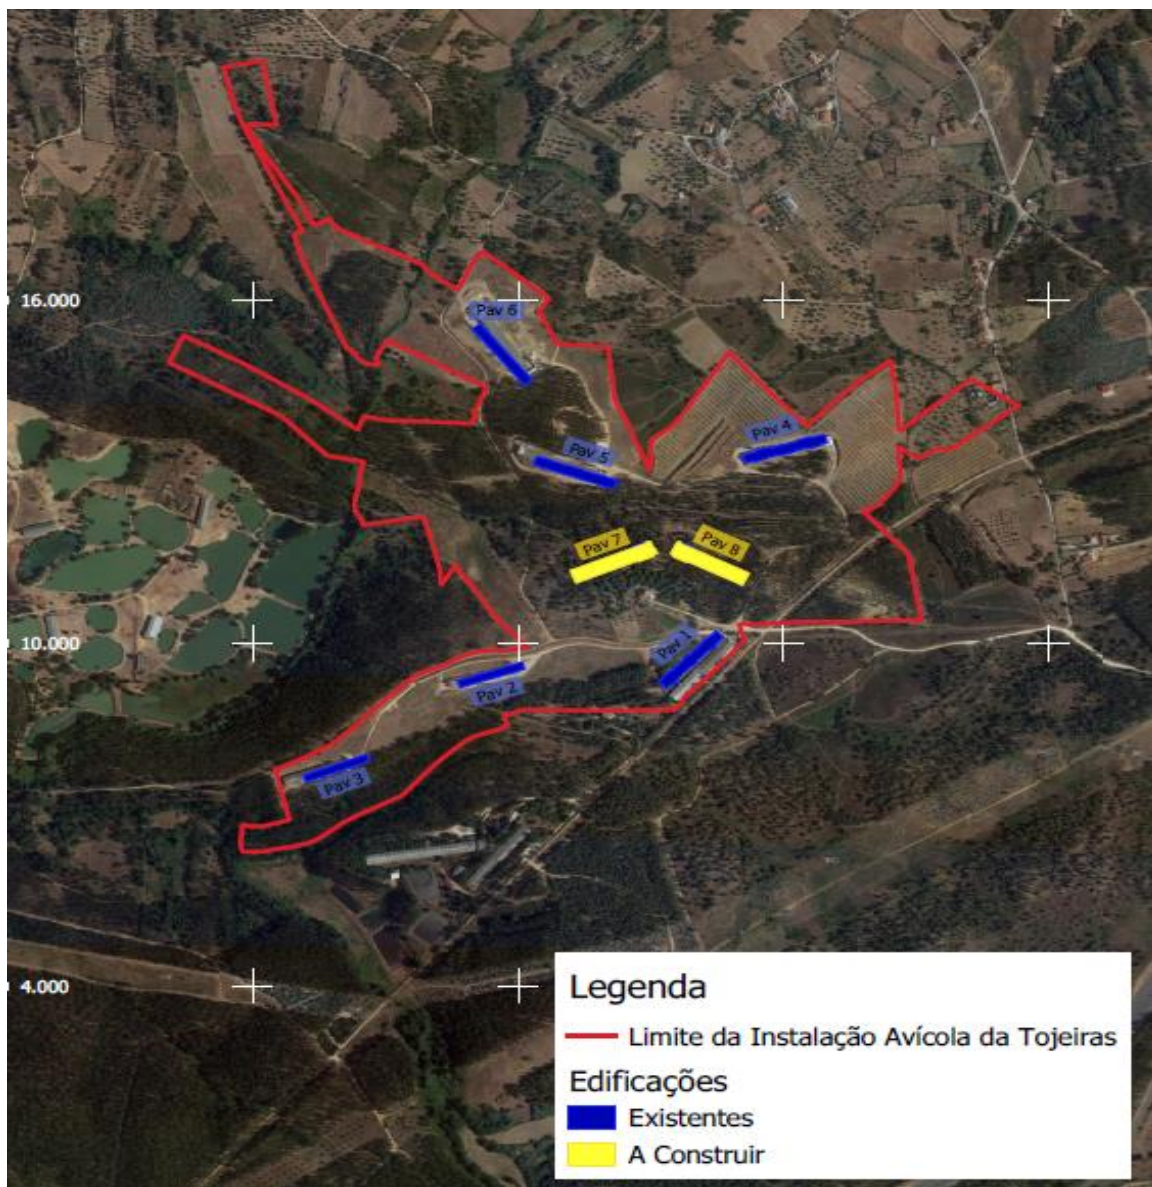 16.000
Pav 6
Pav 4
Pav 5
Pav 7
Pav 8
10.000
Pav 1
Pav 2
Pav 3
4.000
Legenda
Limite da Instalação Avícola da Tojeiras
Edificações
Existentes
A Construir